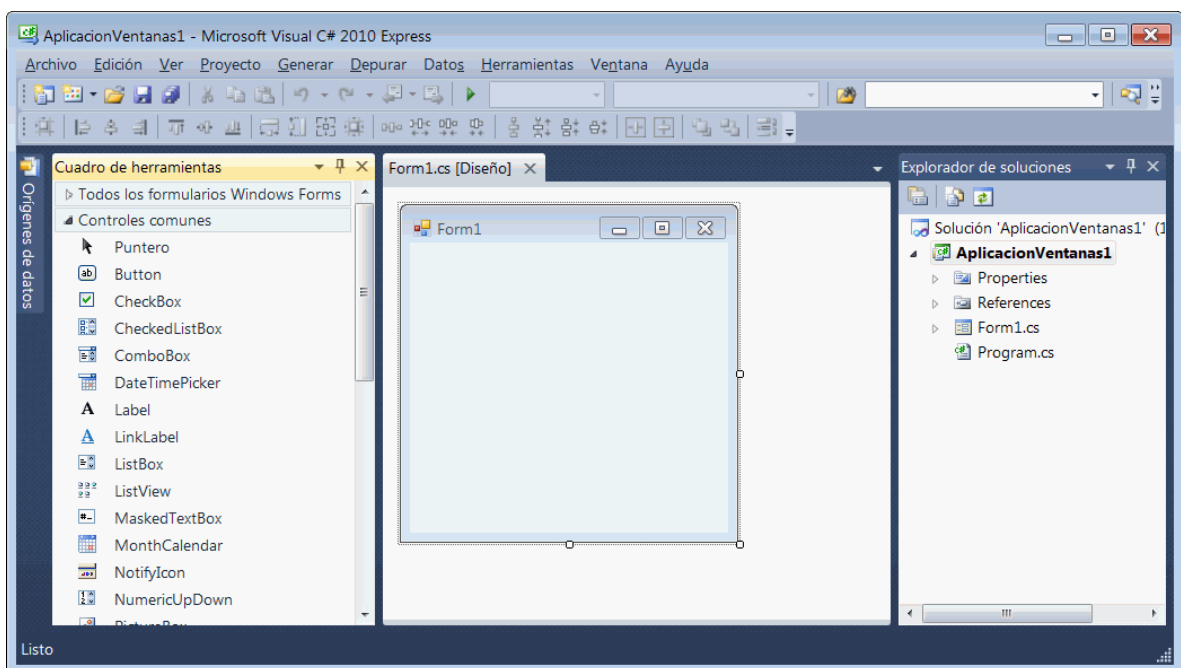 AplicacionVentanas1 - Microsoft Visual C# 2010 Express
Archivo Edición Ver Proyecto Generar Depurar Datos Herramientas Ventana Ayuda
Orígenes de datos
Cuadro de herramientas
Todos los formularios Windows Forms
Controles comunes
Puntero
Button
CheckBox
CheckedListBox
ComboBox
DateTimePicker
Label
LinkLabel
ListBox
ListView
MaskedTextBox
MonthCalendar
NotifyIcon
NumericUpDown
Form1.cs [Diseño]
Form1
Explorador de soluciones
Solución 'AplicacionVentanas1' (1
AplicacionVentanas1
Properties
References
Form1.cs
Program.cs
Listo